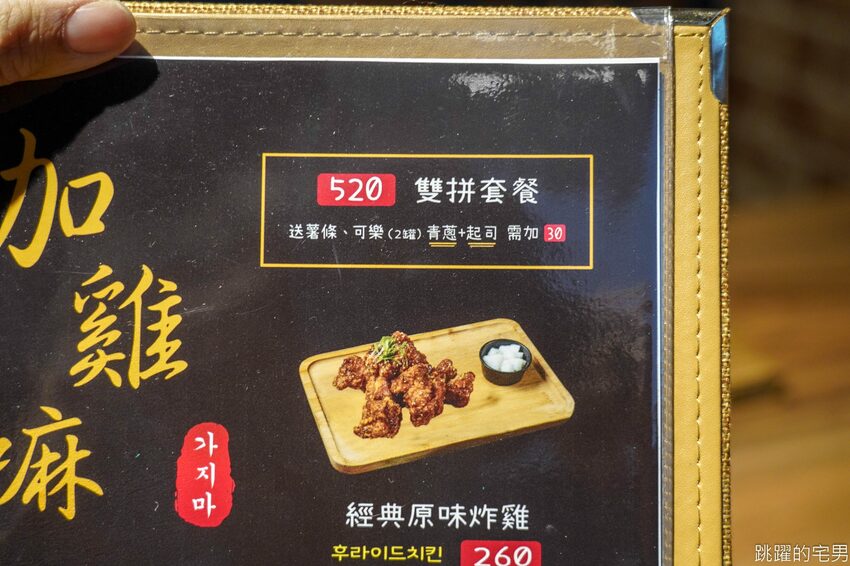 加雞嘛
가지마
520 雙拼套餐
送薯條、可樂(2罐) 青蔥+起司 需加 30
經典原味炸雞
후라이드치킨 260
跳躍的宅男